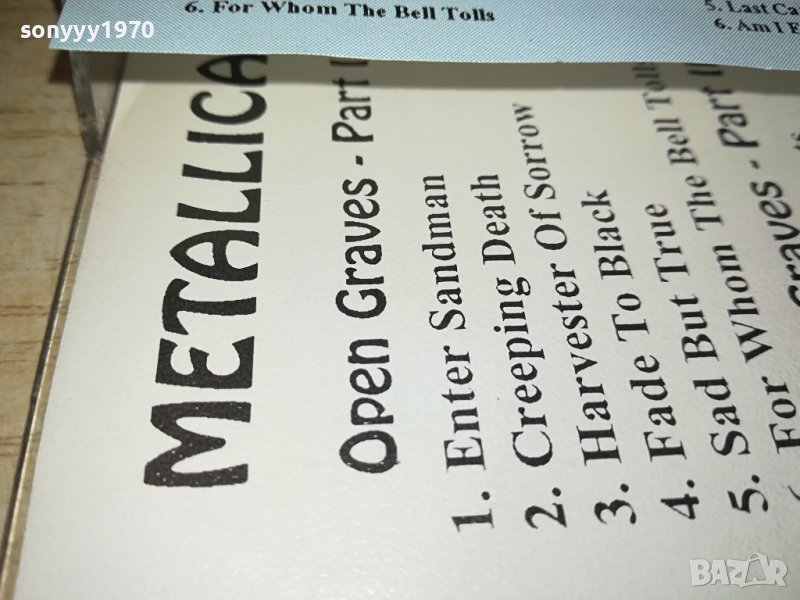 sonyyy1970
6. For Whom The Bell Tolls
5. Last Ca
6. Am I E
METALLICA
Open Graves - Part
1. Enter Sandman
2. Creeping Death
3. Harvester Of Sorrow
4. Fade To Black
5. Sad But True
For Whom The Bell Toll
Graves - Part
BAZAR